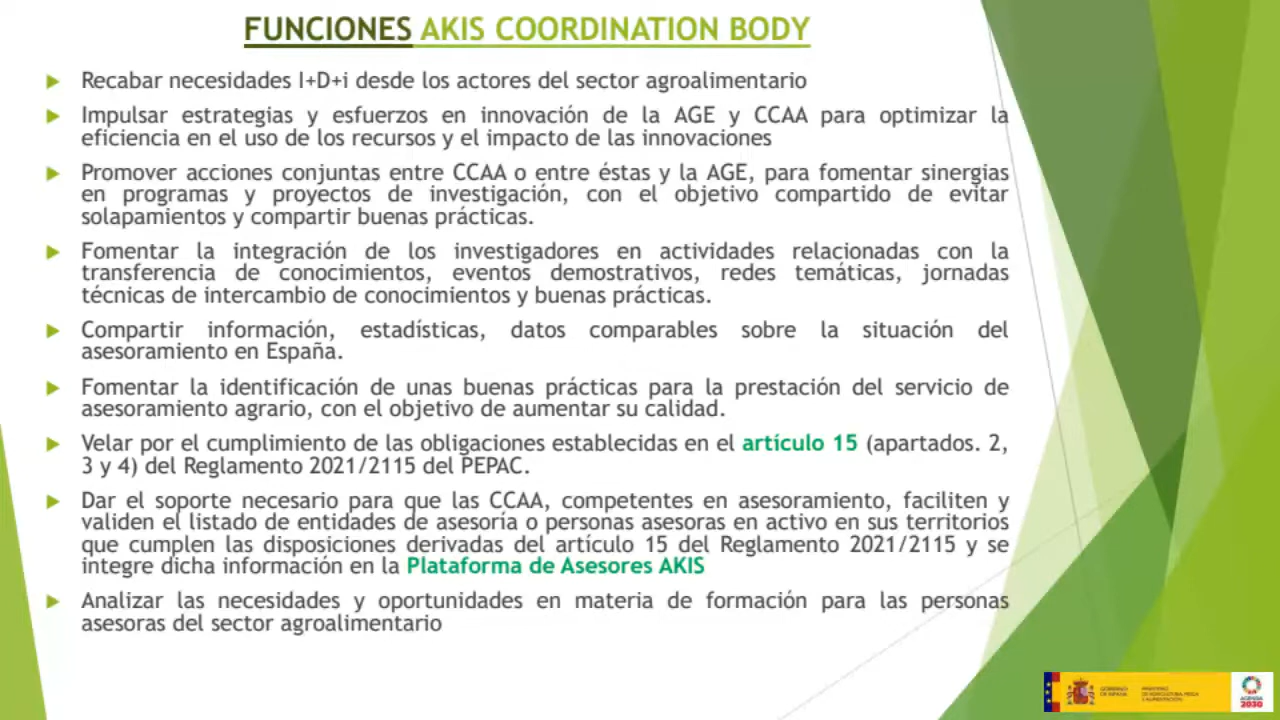 FUNCIONES AKIS COORDINATION BODY
Recabar necesidades I+D+i desde los actores del sector agroalimentario
Impulsar estrategias y esfuerzos en innovación de la AGE y CCAA para optimizar la
eficiencia en el uso de los recursos y el impacto de las innovaciones
Promover acciones conjuntas entre CCAA o entre éstas y la AGE, para fomentar sinergias
en programas y proyectos de investigación, con el objetivo compartido de evitar
solapamientos y compartir buenas prácticas.
Fomentar la integración de los investigadores en actividades relacionadas con la
transferencia de conocimientos, eventos demostrativos, redes temáticas, jornadas
técnicas de intercambio de conocimientos y buenas prácticas.
Compartir información, estadísticas, datos comparables sobre la situación del
asesoramiento en España.
Fomentar la identificación de unas buenas prácticas para la prestación del servicio de
asesoramiento agrario, con el objetivo de aumentar su calidad.
Velar por el cumplimiento de las obligaciones establecidas en el artículo 15 (apartados. 2,
3 y 4) del Reglamento 2021/2115 del PEPAC.
Dar el soporte necesario para que las CCAA, competentes en asesoramiento, faciliten y
validen el listado de entidades de asesoría o personas asesoras en activo en sus territorios
que cumplen las disposiciones derivadas del artículo 15 del Reglamento 2021/2115 y se
integre dicha información en la Plataforma de Asesores AKIS
Analizar las necesidades y oportunidades en materia de formación para las personas
asesoras del sector agroalimentario
GOBIERNO
DE ESPAÑA
MINISTERIO
DE AGRICULTURA, PESCA
Y ALIMENTACIÓN
AGENDA
2030